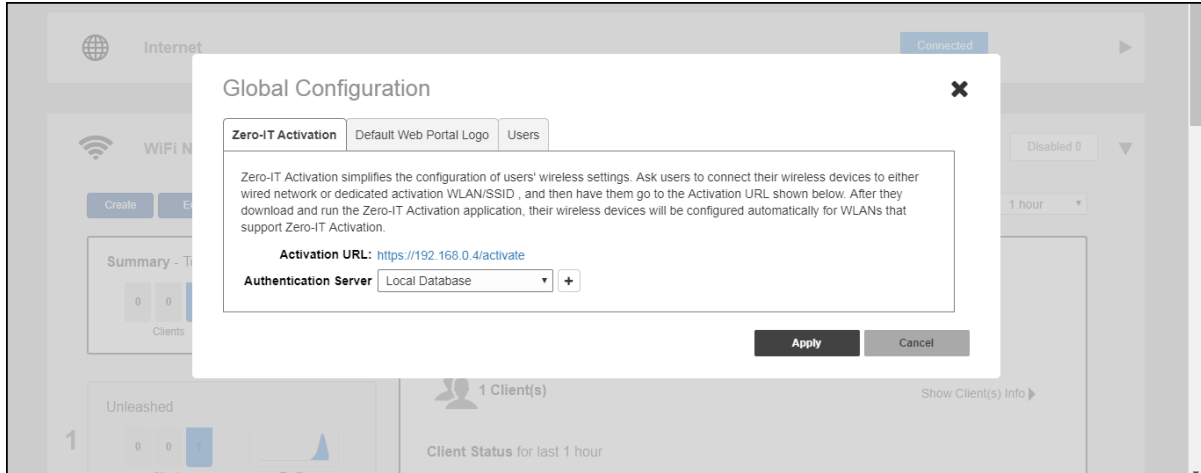 Internet
Connected
Global Configuration
WiFi N
Disabled 0
Zero-IT Activation
Default Web Portal Logo
Users
Zero-IT Activation simplifies the configuration of users' wireless settings. Ask users to connect their wireless devices to either
wired network or dedicated activation WLAN/SSID , and then have them go to the Activation URL shown below. After they
download and run the Zero-IT Activation application, their wireless devices will be configured automatically for WLANs that
support Zero-IT Activation.
Create
1 hour
Activation URL: https://192.168.0.4/activate
Summary - T
Authentication Server Local Database +
0 0
Clients
Apply
Cancel
1 Client(s)
Show Client(s) Info
Unleashed
1
0 0 1
Client Status for last 1 hour